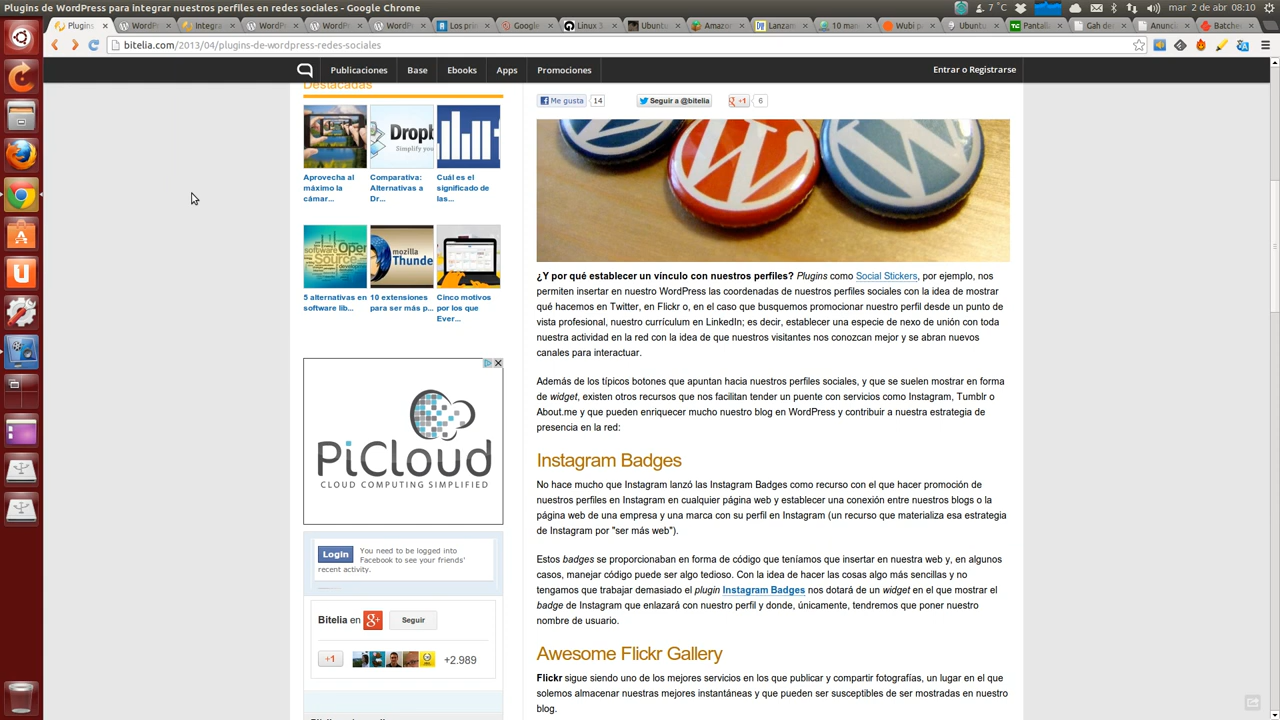 Plugins de WordPress para integrar nuestros perfiles en redes sociales - Google Chrome
7 °C
mar 2 de abr 08:10
Plugins
WordPr
Integra
WordPr
WordPr
WordPr
Los prin
Google
Linux 3.
Ubuntu
Amazon
Lanzam
10 man
Wubi p
Ubuntu
Pantall
Gah de
Anuncio
Batches
bitelia.com/2013/04/plugins-de-wordpress-redes-sociales
Publicaciones
Base
Ebooks
Apps
Promociones
Entrar o Registrarse
Destacadas
Aprovecha al
máximo la
cámar...
Dropb
Simplify you
Comparativa:
Alternativas a
Dr...
Cuál es el
significado de
las...
Open
Source
5 alternativas en
software lib...
mozilla
Thunde
10 extensiones
para ser más p...
Cinco motivos
por los que
Ever...
PiCloud
CLOUD COMPUTING SIMPLIFIED
Login
You need to be logged into
Facebook to see your friends'
recent activity.
Bitelia en
Seguir
+1
+2.989
Me gusta
14
Seguir a @bitelia
+1
6
¿Y por qué establecer un vínculo con nuestros perfiles? Plugins como Social Stickers, por ejemplo, nos
permiten insertar en nuestro WordPress las coordenadas de nuestros perfiles sociales con la idea de mostrar
qué hacemos en Twitter, en Flickr o, en el caso que busquemos promocionar nuestro perfil desde un punto de
vista profesional, nuestro currículum en LinkedIn; es decir, establecer una especie de nexo de unión con toda
nuestra actividad en la red con la idea de que nuestros visitantes nos conozcan mejor y se abran nuevos
canales para interactuar.
Además de los típicos botones que apuntan hacia nuestros perfiles sociales, y que se suelen mostrar en forma
de widget, existen otros recursos que nos facilitan tender un puente con servicios como Instagram, Tumblr o
About.me y que pueden enriquecer mucho nuestro blog en WordPress y contribuir a nuestra estrategia de
presencia en la red:
Instagram Badges
No hace mucho que Instagram lanzó las Instagram Badges como recurso con el que hacer promoción de
nuestros perfiles en Instagram en cualquier página web y establecer una conexión entre nuestros blogs o la
página web de una empresa y una marca con su perfil en Instagram (un recurso que materializa esa estrategia
de Instagram por "ser más web").
Estos badges se proporcionaban en forma de código que teníamos que insertar en nuestra web y, en algunos
casos, manejar código puede ser algo tedioso. Con la idea de hacer las cosas algo más sencillas y no
tengamos que trabajar demasiado el plugin Instagram Badges nos dotará de un widget en el que mostrar el
badge de Instagram que enlazará con nuestro perfil y donde, únicamente, tendremos que poner nuestro
nombre de usuario.
Awesome Flickr Gallery
Flickr sigue siendo uno de los mejores servicios en los que publicar y compartir fotografías, un lugar en el que
solemos almacenar nuestras mejores instantáneas y que pueden ser susceptibles de ser mostradas en nuestro
blog.